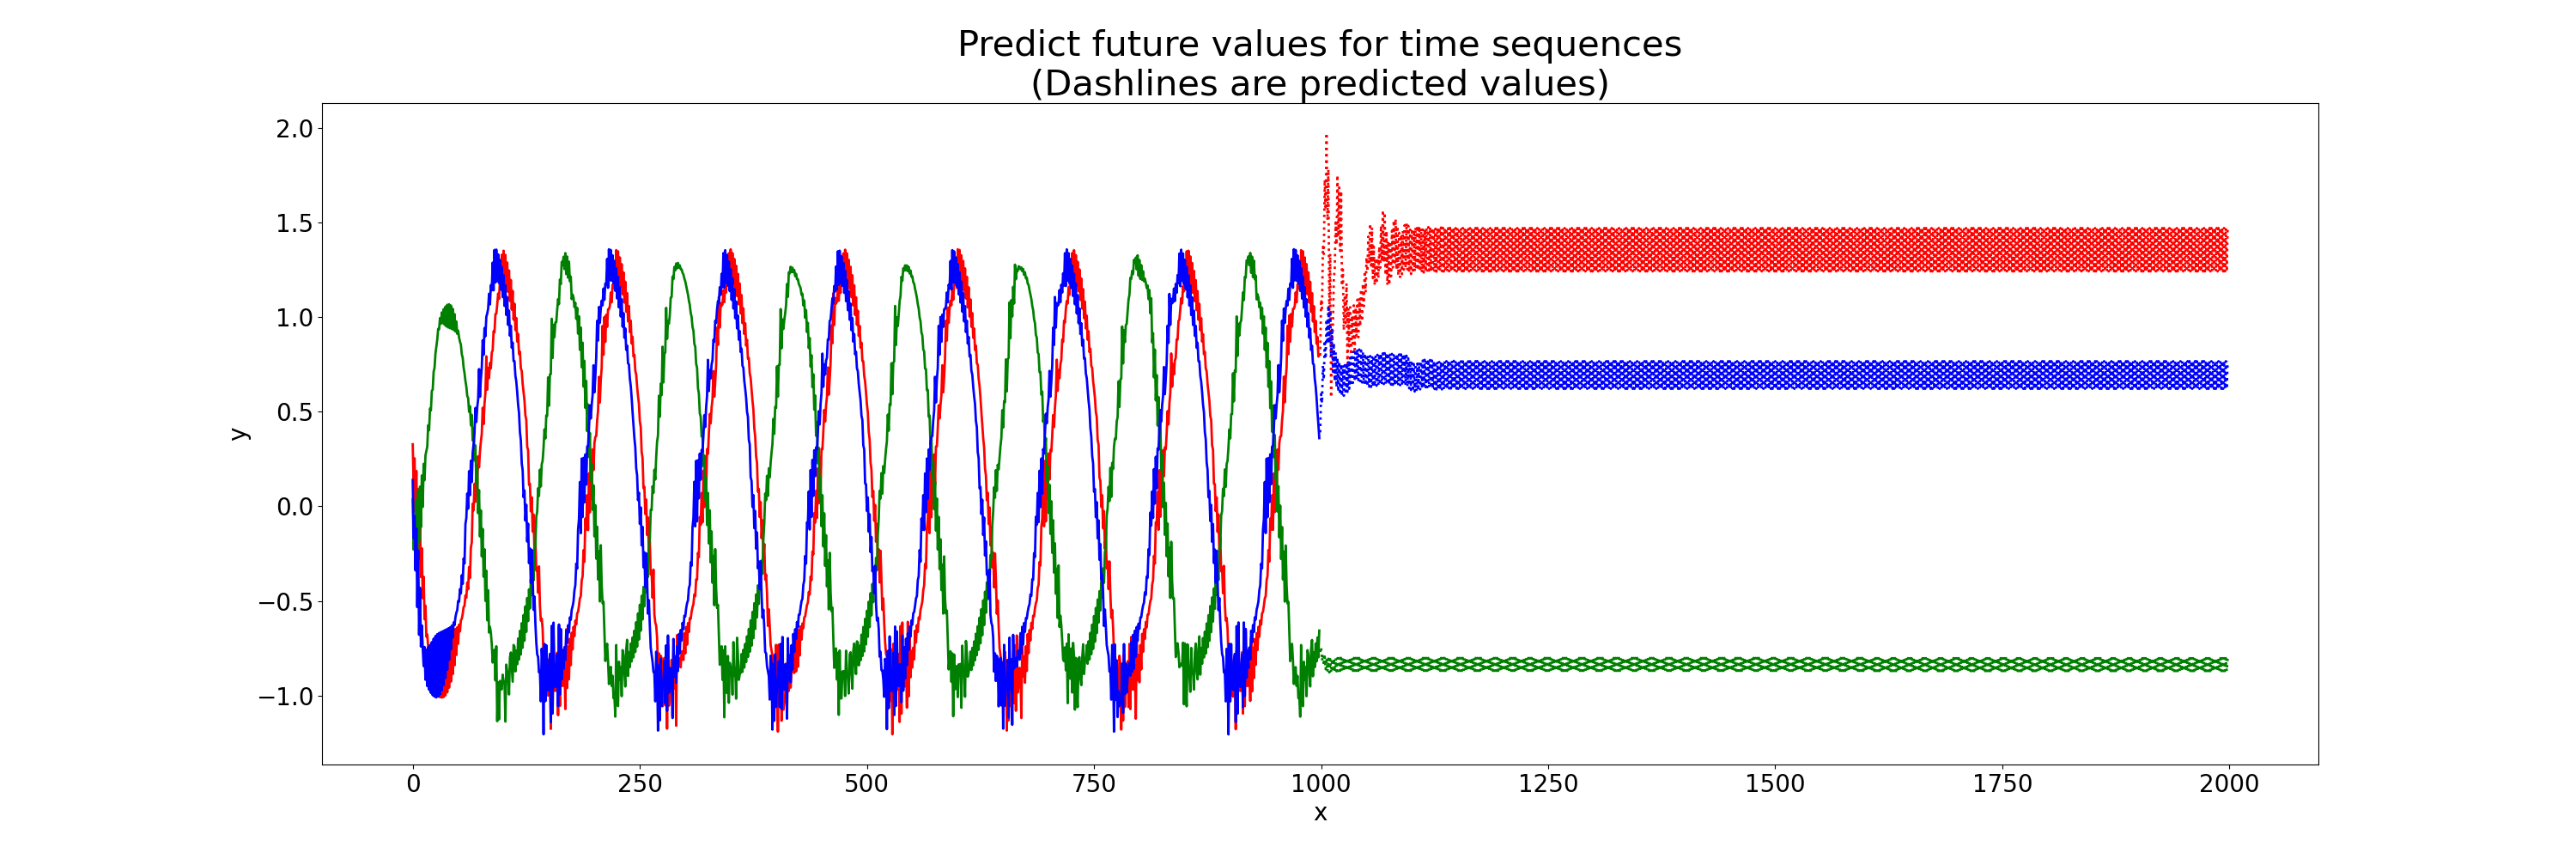 Predict future values for time sequences
(Dashlines are predicted values)
2.0
1.5
1.0
0.5
0.0
−0.5
−1.0
y
0 250 500 750 1000 1250 1500 1750 2000
x